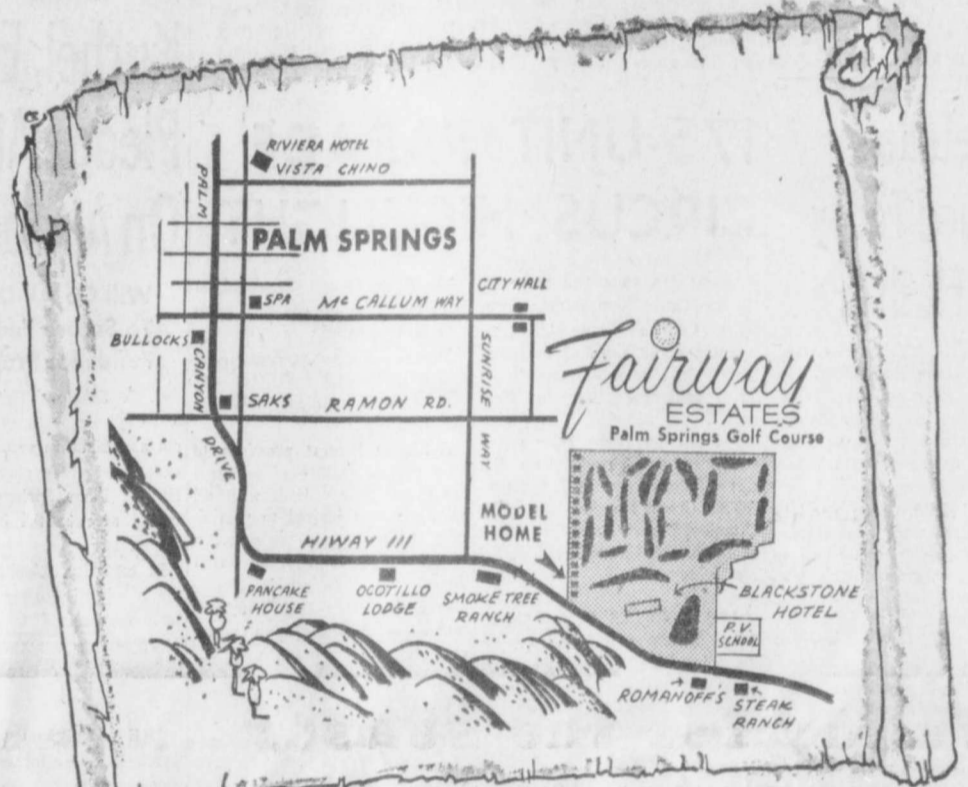 RIVIERA HOTEL
VISTA CHINO
PALM
PALM SPRINGS
SPA
Mc CALLUM WAY
CITY HALL
BULLOCKS
CANYON
SUNRISE
SAKS
RAMON RD.
DRIVE
WAY
Fairway
ESTATES
Palm Springs Golf Course
MODEL
HOME
HIWAY 111
PANCAKE
HOUSE
OCOTILLO
LODGE
SMOKE TREE
RANCH
BLACKSTONE
HOTEL
P.V.
SCHOOL
ROMANOFFS
STEAK
RANCH